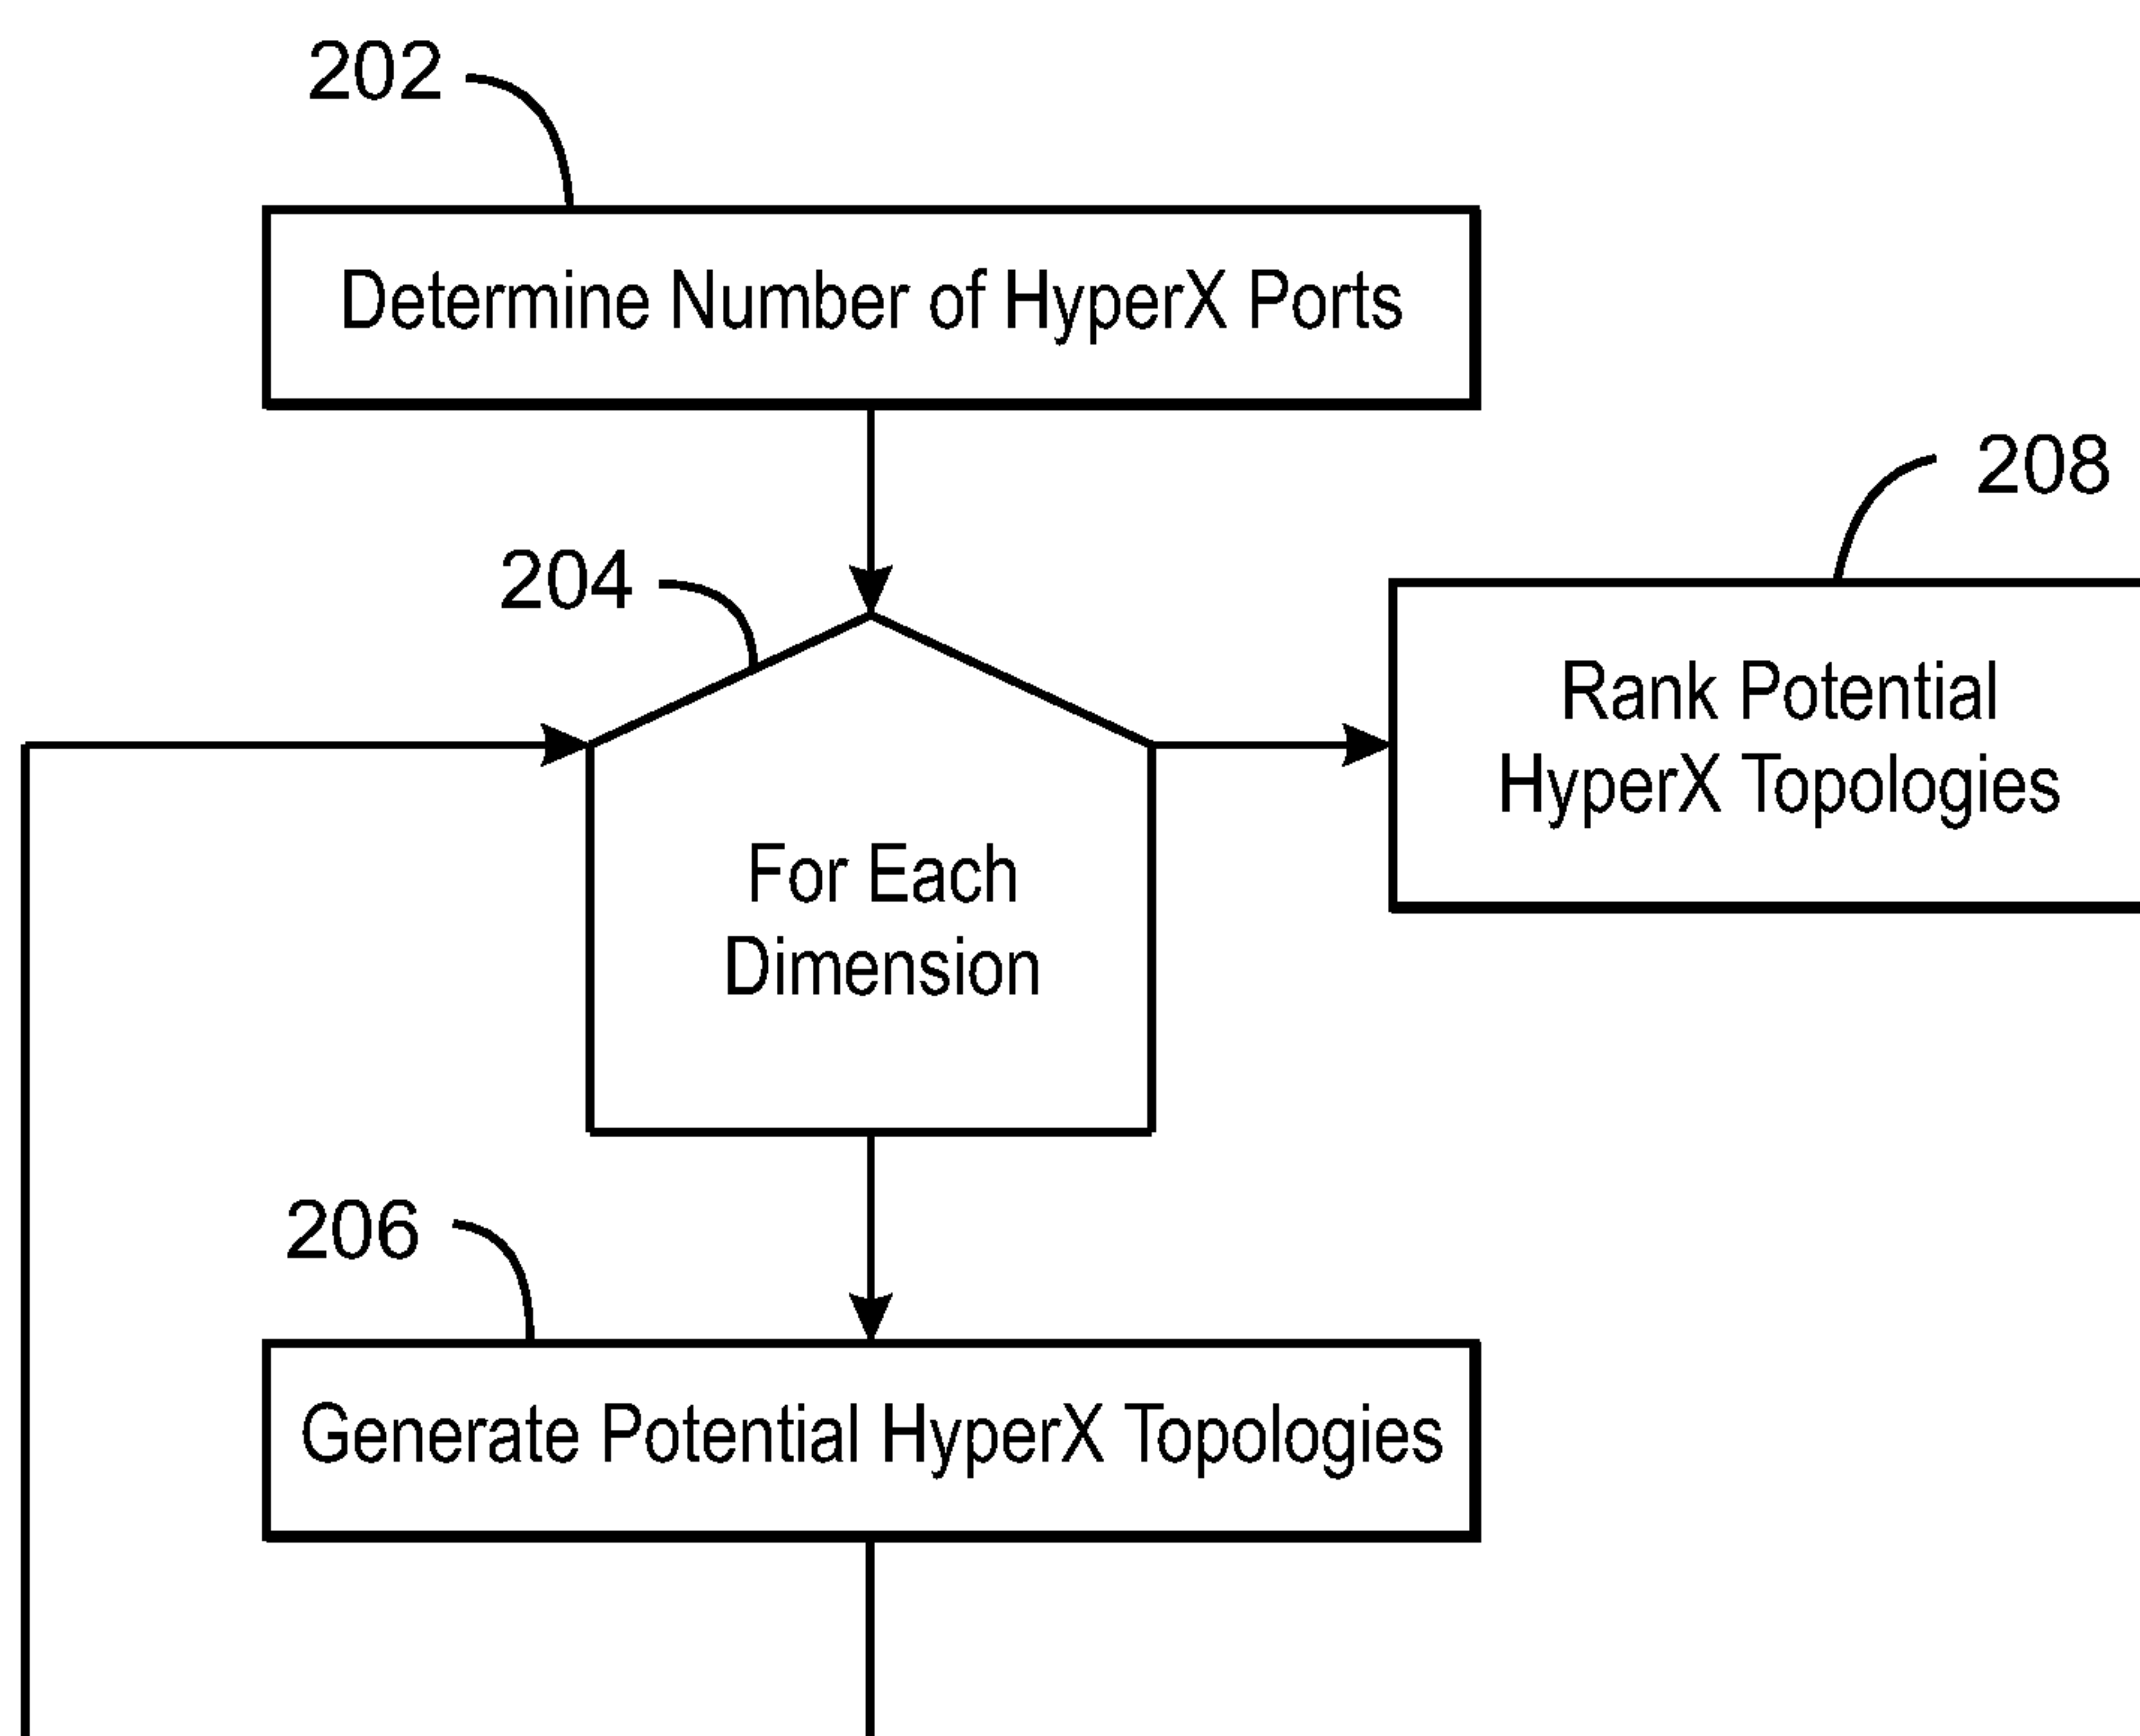 202
Determine Number of HyperX Ports
208
204
Rank Potential
HyperX Topologies
For Each
Dimension
206
Generate Potential HyperX Topologies